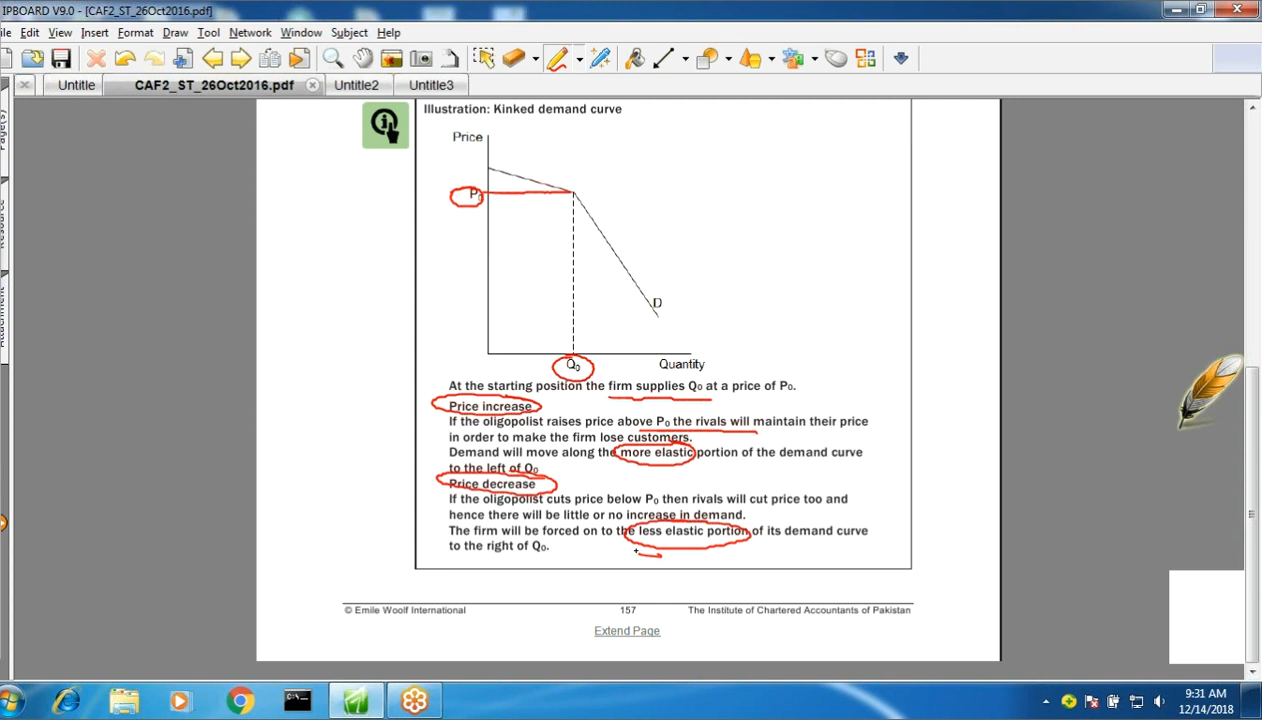 IPBOARD V9.0 - [CAF2_ST_26Oct2016.pdf]
ile Edit View Insert Format Draw Tool Network Window Subject Help
Untitle CAF2_ST_26Oct2016.pdf Untitle2 Untitle3
Page(s)
Resource
Attachment
Illustration: Kinked demand curve
Price
P0
D
Q0 Quantity
At the starting position the firm supplies Q0 at a price of P0.
Price increase
If the oligopolist raises price above P0 the rivals will maintain their price
in order to make the firm lose customers.
Demand will move along the more elastic portion of the demand curve
to the left of Q0
Price decrease
If the oligopolist cuts price below P0 then rivals will cut price too and
hence there will be little or no increase in demand.
The firm will be forced on to the less elastic portion of its demand curve
to the right of Q0.
© Emile Woolf International 157 The Institute of Chartered Accountants of Pakistan
Extend Page
9:31 AM
12/14/2018